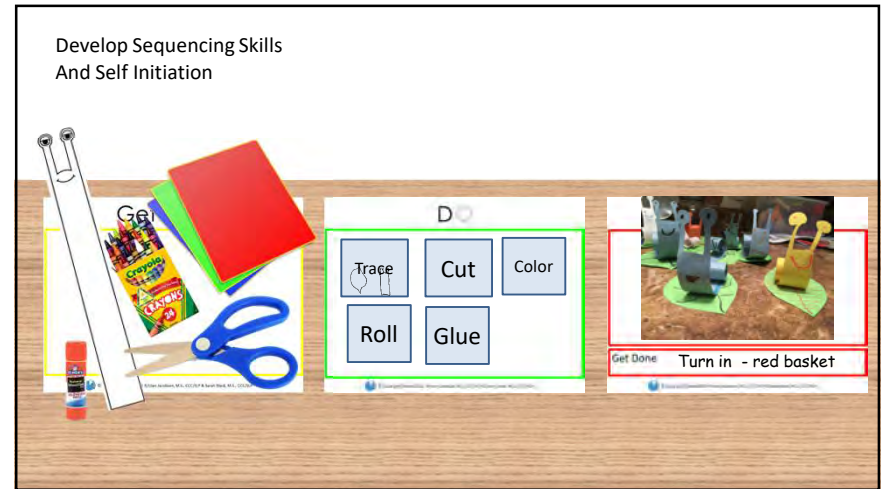 Develop Sequencing Skills
And Self Initiation
Crayola
CRAYONS
24
Do
Trace
Cut
Color
Roll
Glue
Get Done
Turn in - red basket